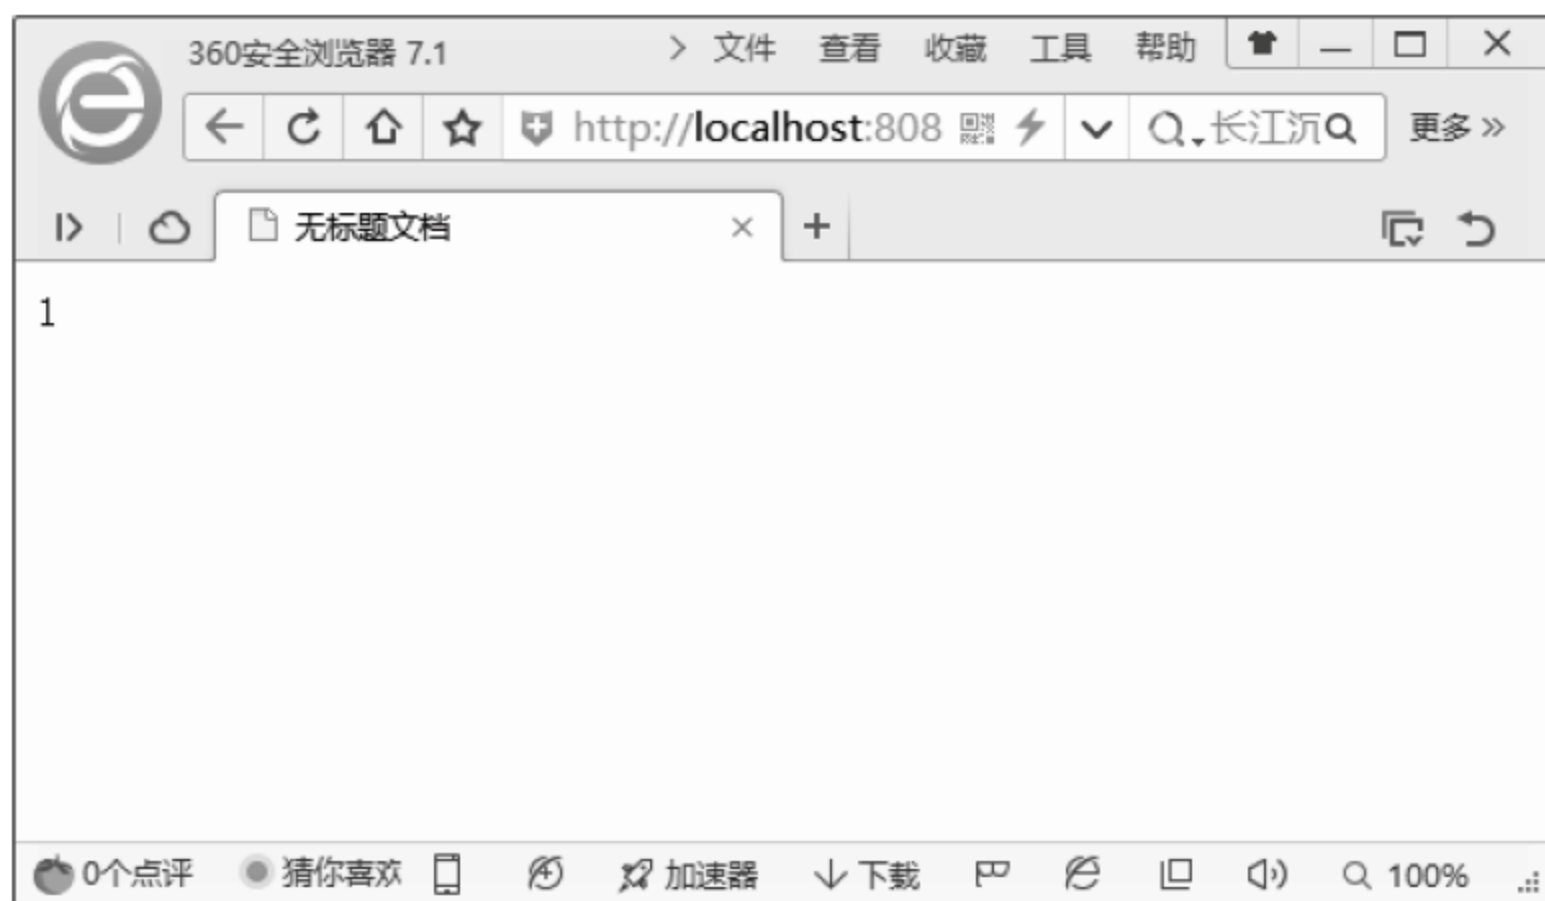 360安全浏览器 7.1 > 文件 查看 收藏 工具 帮助
http://localhost:808 长江沉 更多 »
无标题文档
1
0个点评 猜你喜欢 加速器 下载 100%